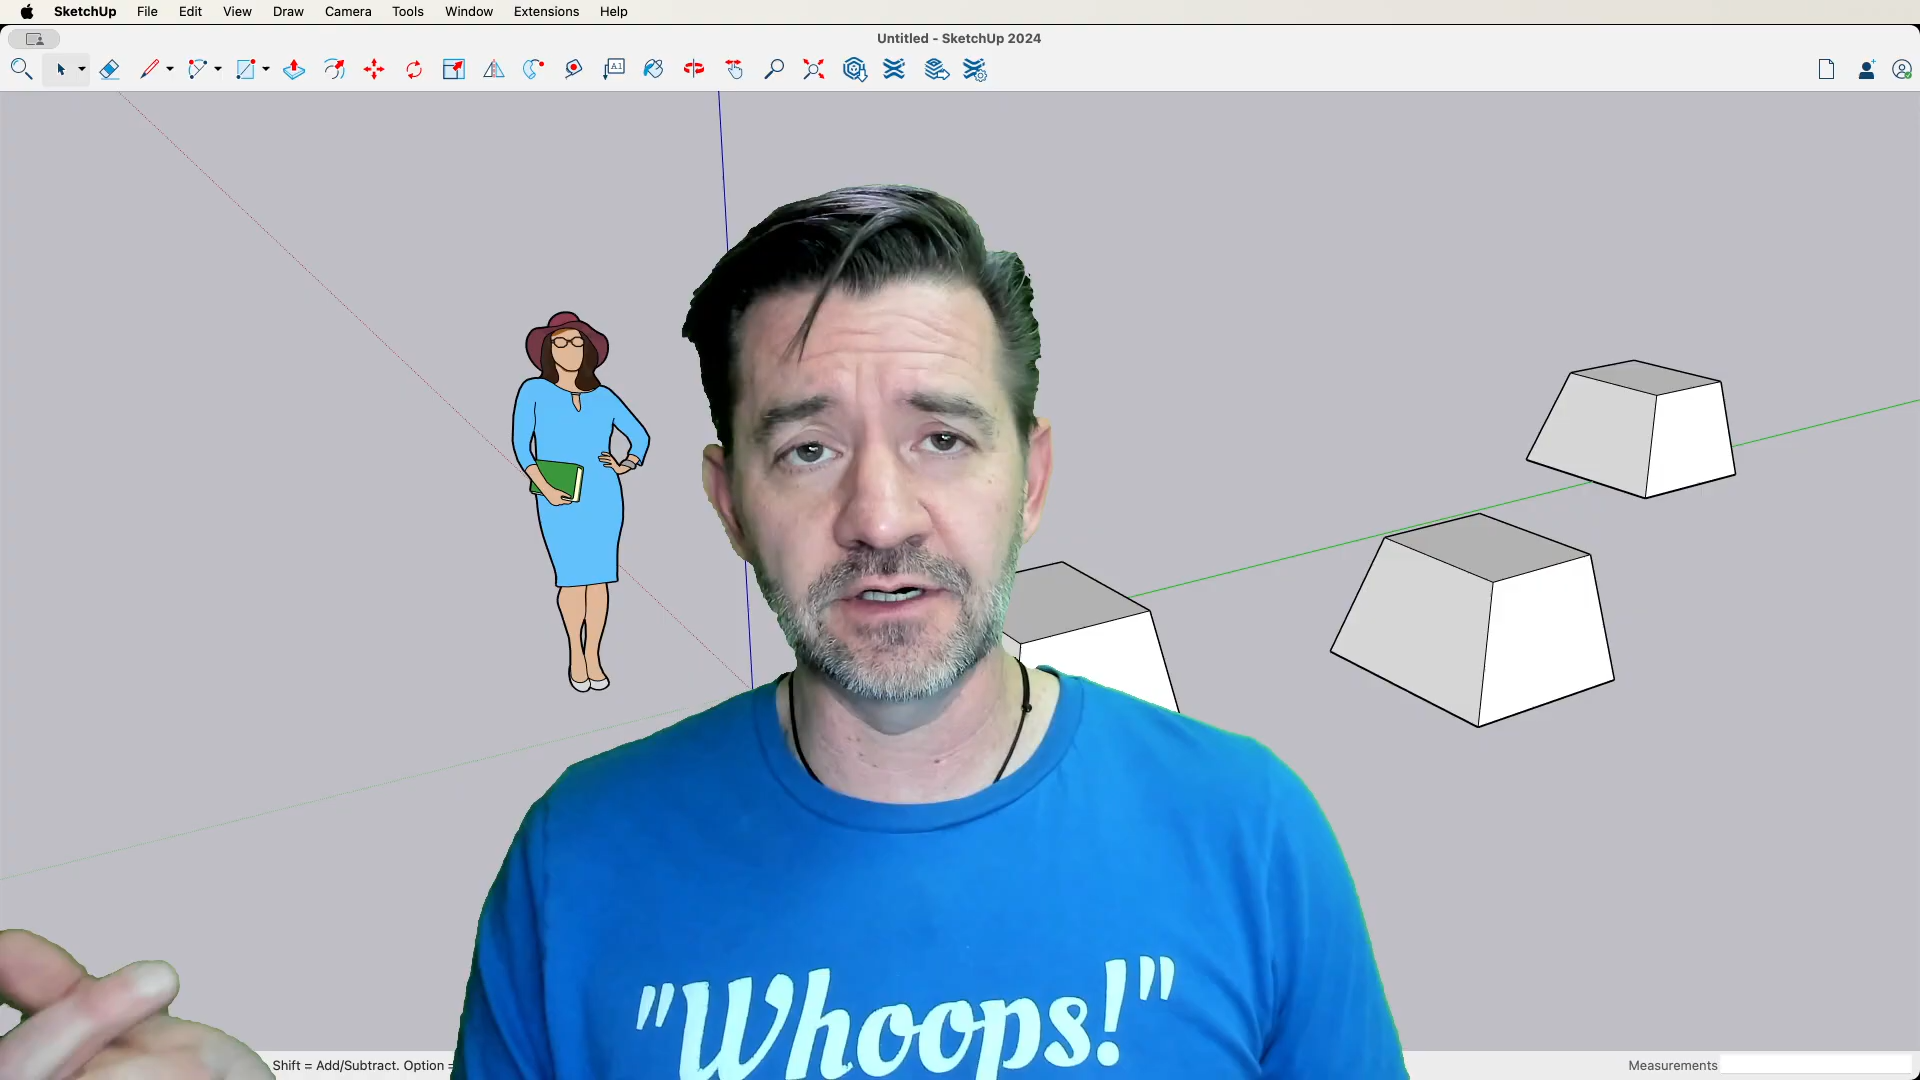 SketchUp File Edit View Draw Camera Tools Window Extensions Help
Untitled - SketchUp 2024
A1
"Whoops!"
Shift = Add/Subtract. Option =
Measurements